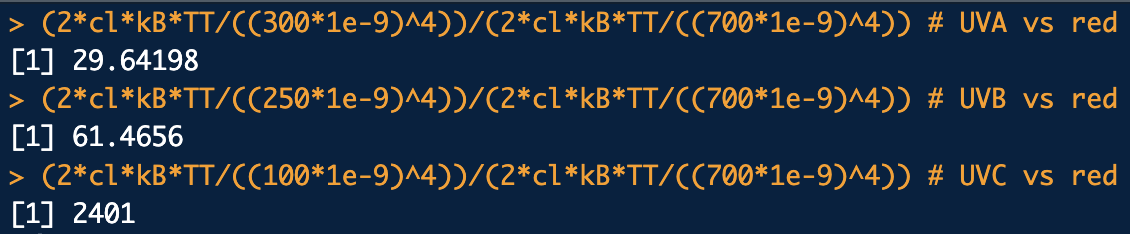 > (2*cl*kB*TT/((300*1e-9)^4))/(2*cl*kB*TT/((700*1e-9)^4)) # UVA vs red
[1] 29.64198
> (2*cl*kB*TT/((250*1e-9)^4))/(2*cl*kB*TT/((700*1e-9)^4)) # UVB vs red
[1] 61.4656
> (2*cl*kB*TT/((100*1e-9)^4))/(2*cl*kB*TT/((700*1e-9)^4)) # UVC vs red
[1] 2401